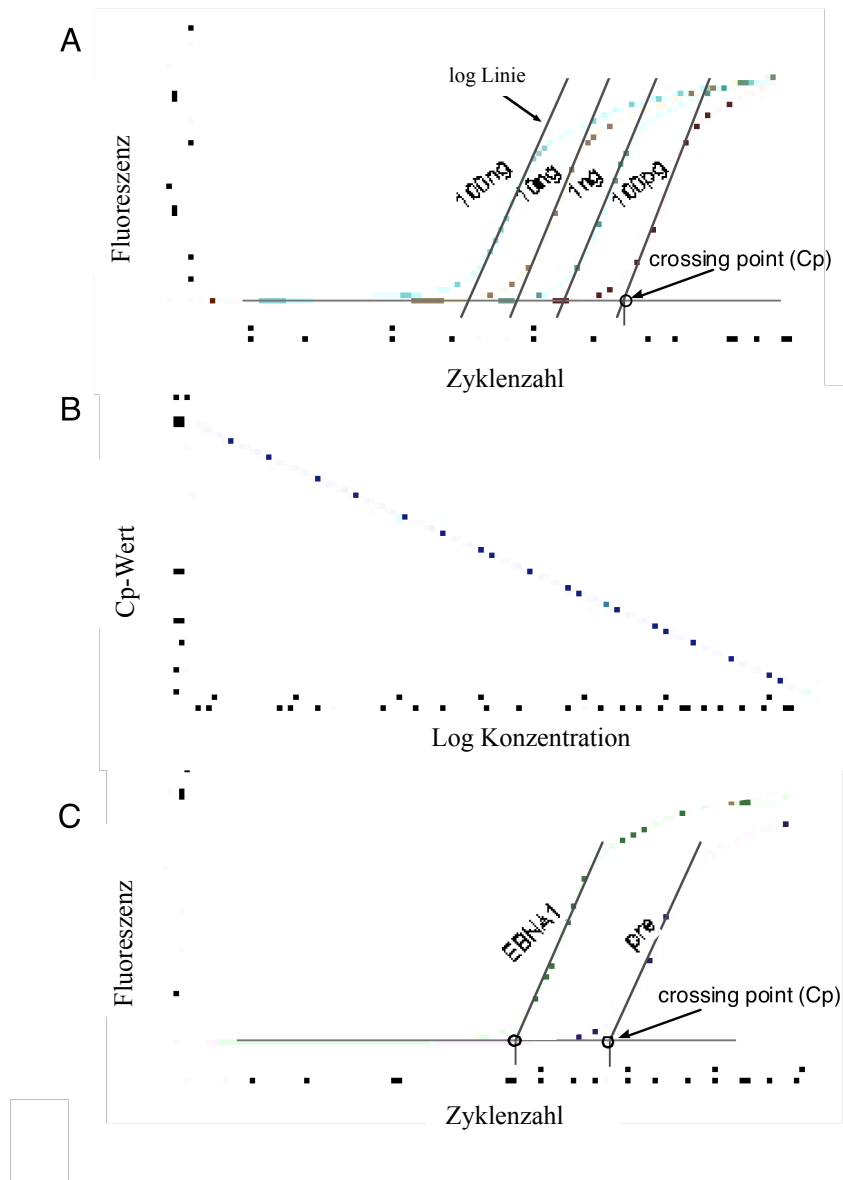 A
log Linie
Fluoreszenz
100ng
10ng
1ng
100pg
crossing point (Cp)
Zyklenzahl
B
Cp-Wert
Log Konzentration
C
Fluoreszenz
EBNA1
pre
crossing point (Cp)
Zyklenzahl